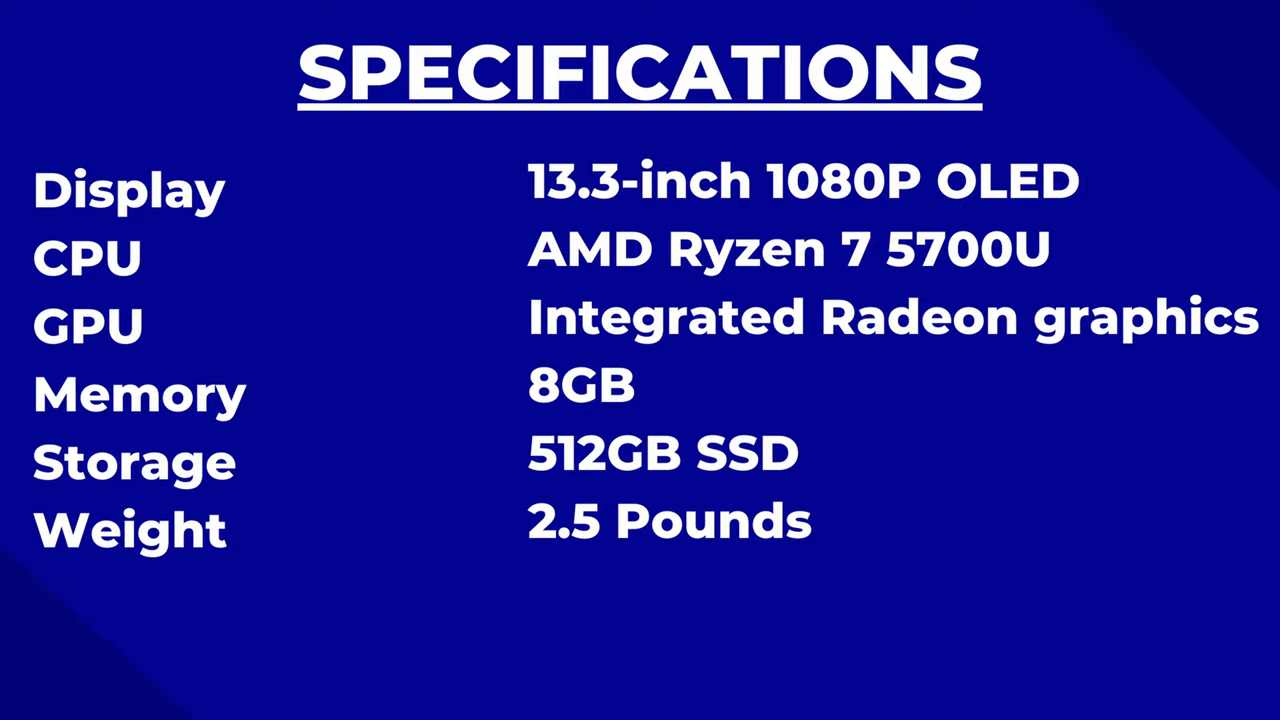 SPECIFICATIONS
Display 13.3-inch 1080P OLED
CPU AMD Ryzen 7 5700U
GPU Integrated Radeon graphics
Memory 8GB
Storage 512GB SSD
Weight 2.5 Pounds